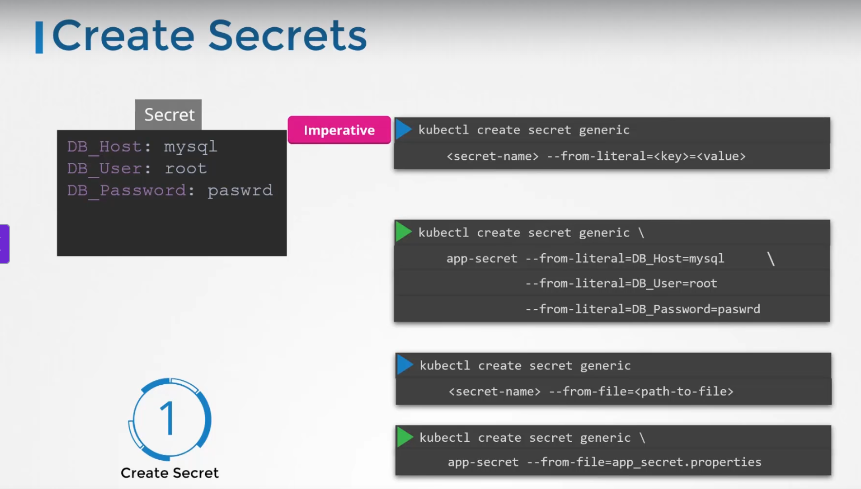 Create Secrets
Secret
DB_Host: mysql
DB_User: root
DB_Password: paswrd
Imperative
kubectl create secret generic
<secret-name> --from-literal=<key>=<value>
kubectl create secret generic \
app-secret --from-literal=DB_Host=mysql \
--from-literal=DB_User=root
--from-literal=DB_Password=paswrd
kubectl create secret generic
<secret-name> --from-file=<path-to-file>
kubectl create secret generic \
app-secret --from-file=app_secret.properties
1
Create Secret